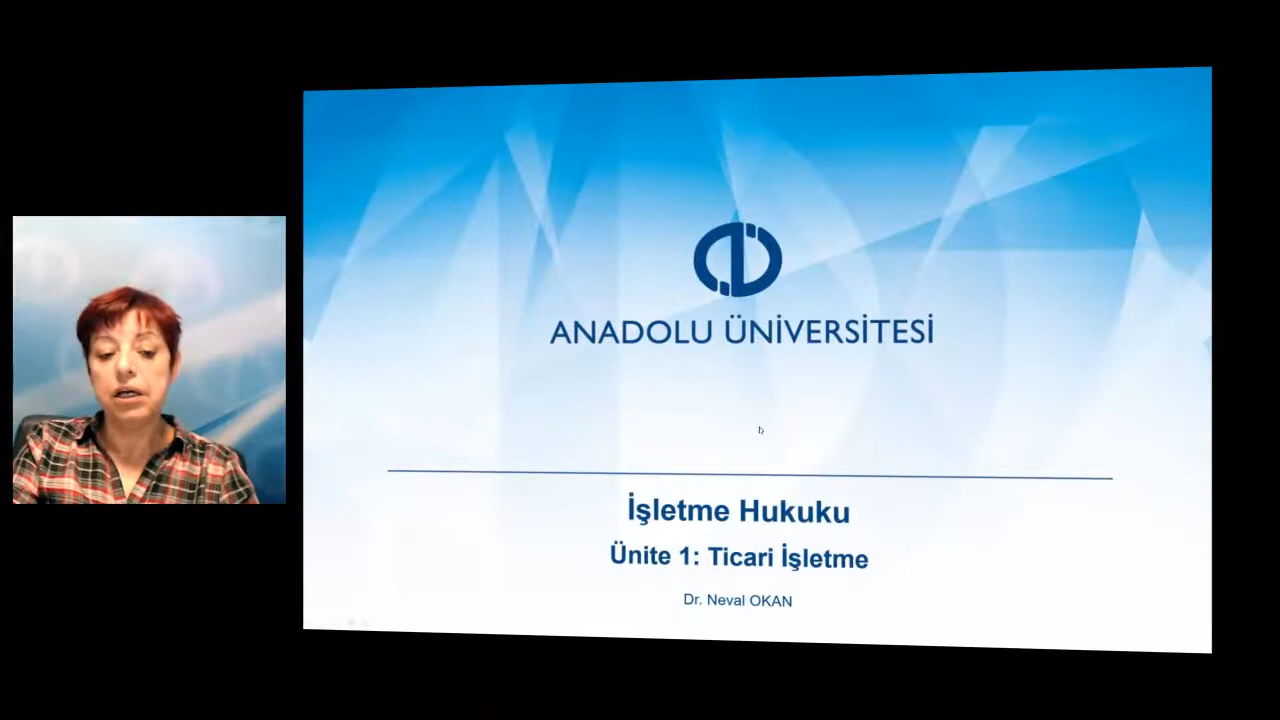 ANADOLU ÜNİVERSİTESİ
İşletme Hukuku
Ünite 1: Ticari İşletme
Dr. Neval OKAN